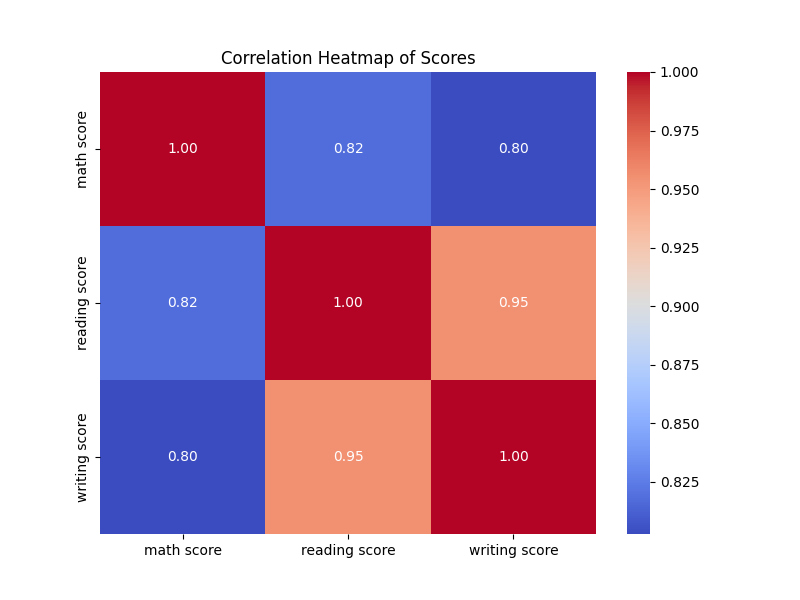 Correlation Heatmap of Scores
math score
1.00 0.82 0.80
reading score
0.82 1.00 0.95
writing score
0.80 0.95 1.00
math score reading score writing score
1.000
0.975
0.950
0.925
0.900
0.875
0.850
0.825